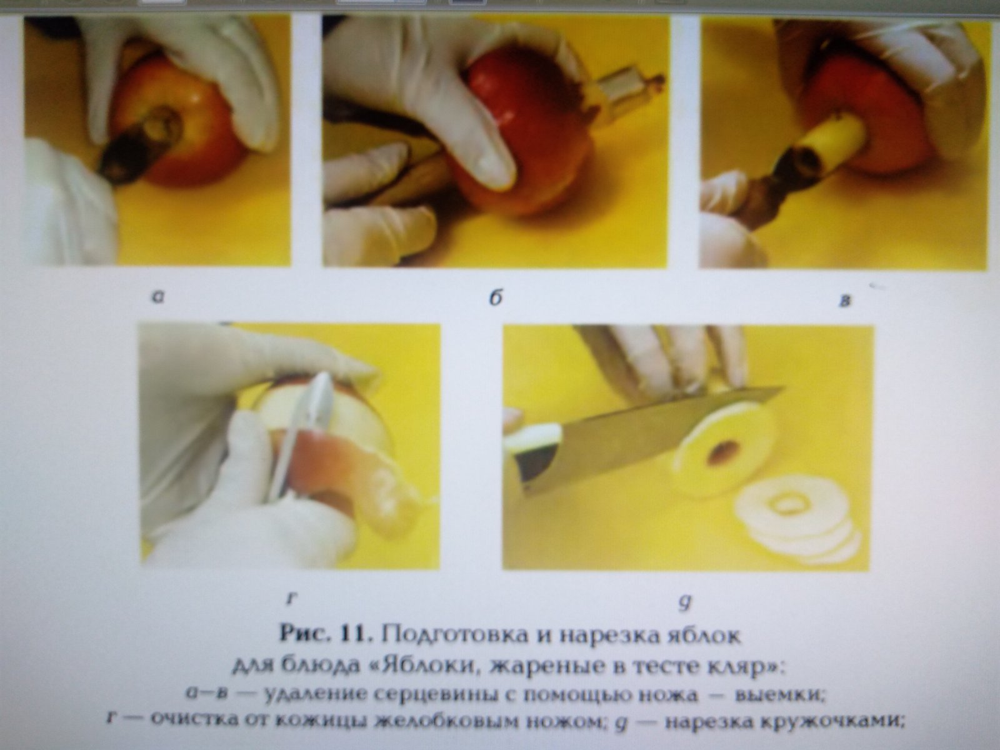 а
б
в
г
д
Рис. 11. Подготовка и нарезка яблок
для блюда «Яблоки, жареные в тесте кляр»:
а—в — удаление серцевины с помощью ножа — выемки;
г — очистка от кожицы желобковым ножом; д — нарезка кружочками;